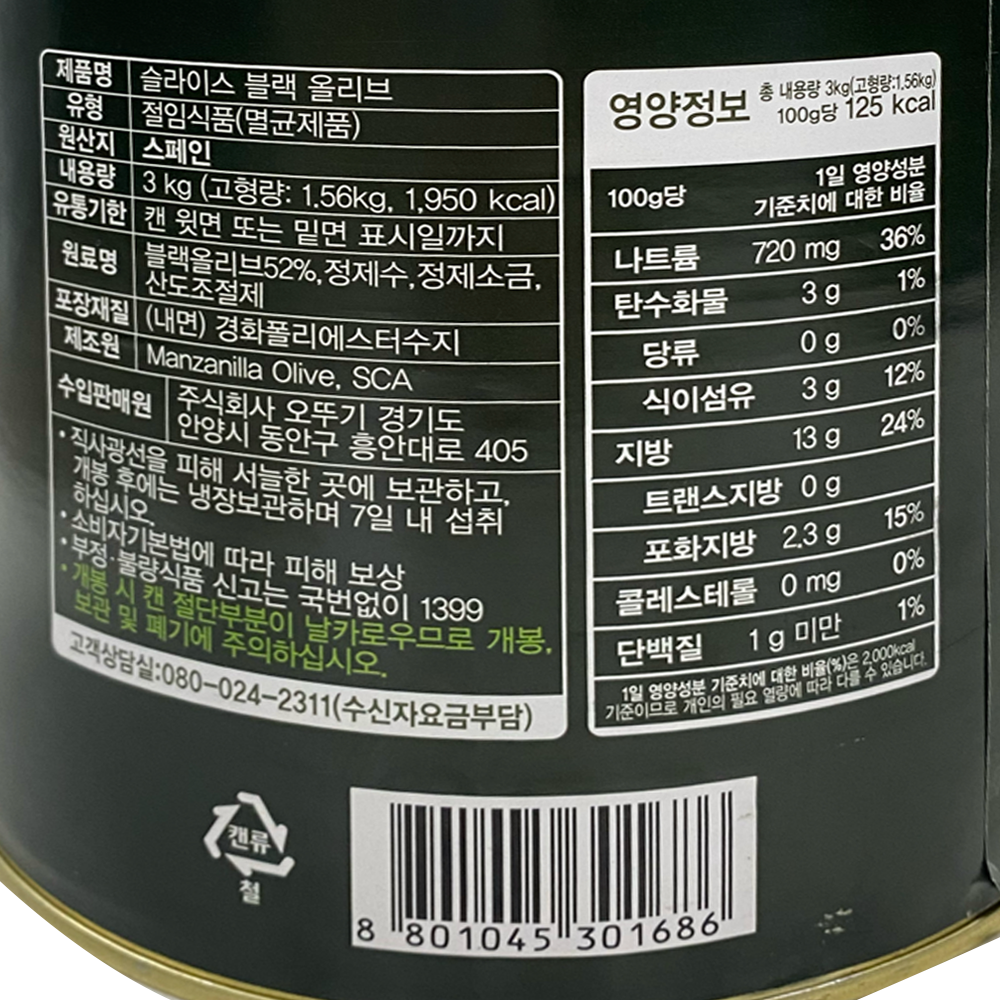 제품명 슬라이스 블랙 올리브
유형 절임식품(멸균제품)
원산지 스페인
내용량 3 kg (고형량: 1.56kg, 1,950 kcal)
유통기한 캔 윗면 또는 밑면 표시일까지
원료명 블랙올리브52%, 정제수, 정제소금,
산도조절제
포장재질 (내면) 경화폴리에스터수지
제조원 Manzanilla Olive, SCA
수입판매원 주식회사 오뚜기 경기도
안양시 동안구 흥안대로 405
• 직사광선을 피해 서늘한 곳에 보관하고,
개봉 후에는 냉장보관하며 7일 내 섭취
하십시오.
• 소비자기본법에 따라 피해 보상
• 부정·불량식품 신고는 국번없이 1399
• 개봉 시 캔 절단부분이 날카로우므로 개봉,
보관 및 폐기에 주의하십시오.
고객상담실:080-024-2311(수신자요금부담)
영양정보 총 내용량 3kg(고형량:1.56kg)
100g당 125 kcal
100g당 1일 영양성분
기준치에 대한 비율
나트륨 720 mg 36%
탄수화물 3 g 1%
당류 0 g 0%
식이섬유 3 g 12%
지방 13 g 24%
트랜스지방 0 g
포화지방 2.3 g 15%
콜레스테롤 0 mg 0%
단백질 1 g 미만 1%
1일 영양성분 기준치에 대한 비율(%)은 2,000kcal
기준이므로 개인의 필요 열량에 따라 다를 수 있습니다.
캔류
철
8 801045 301686